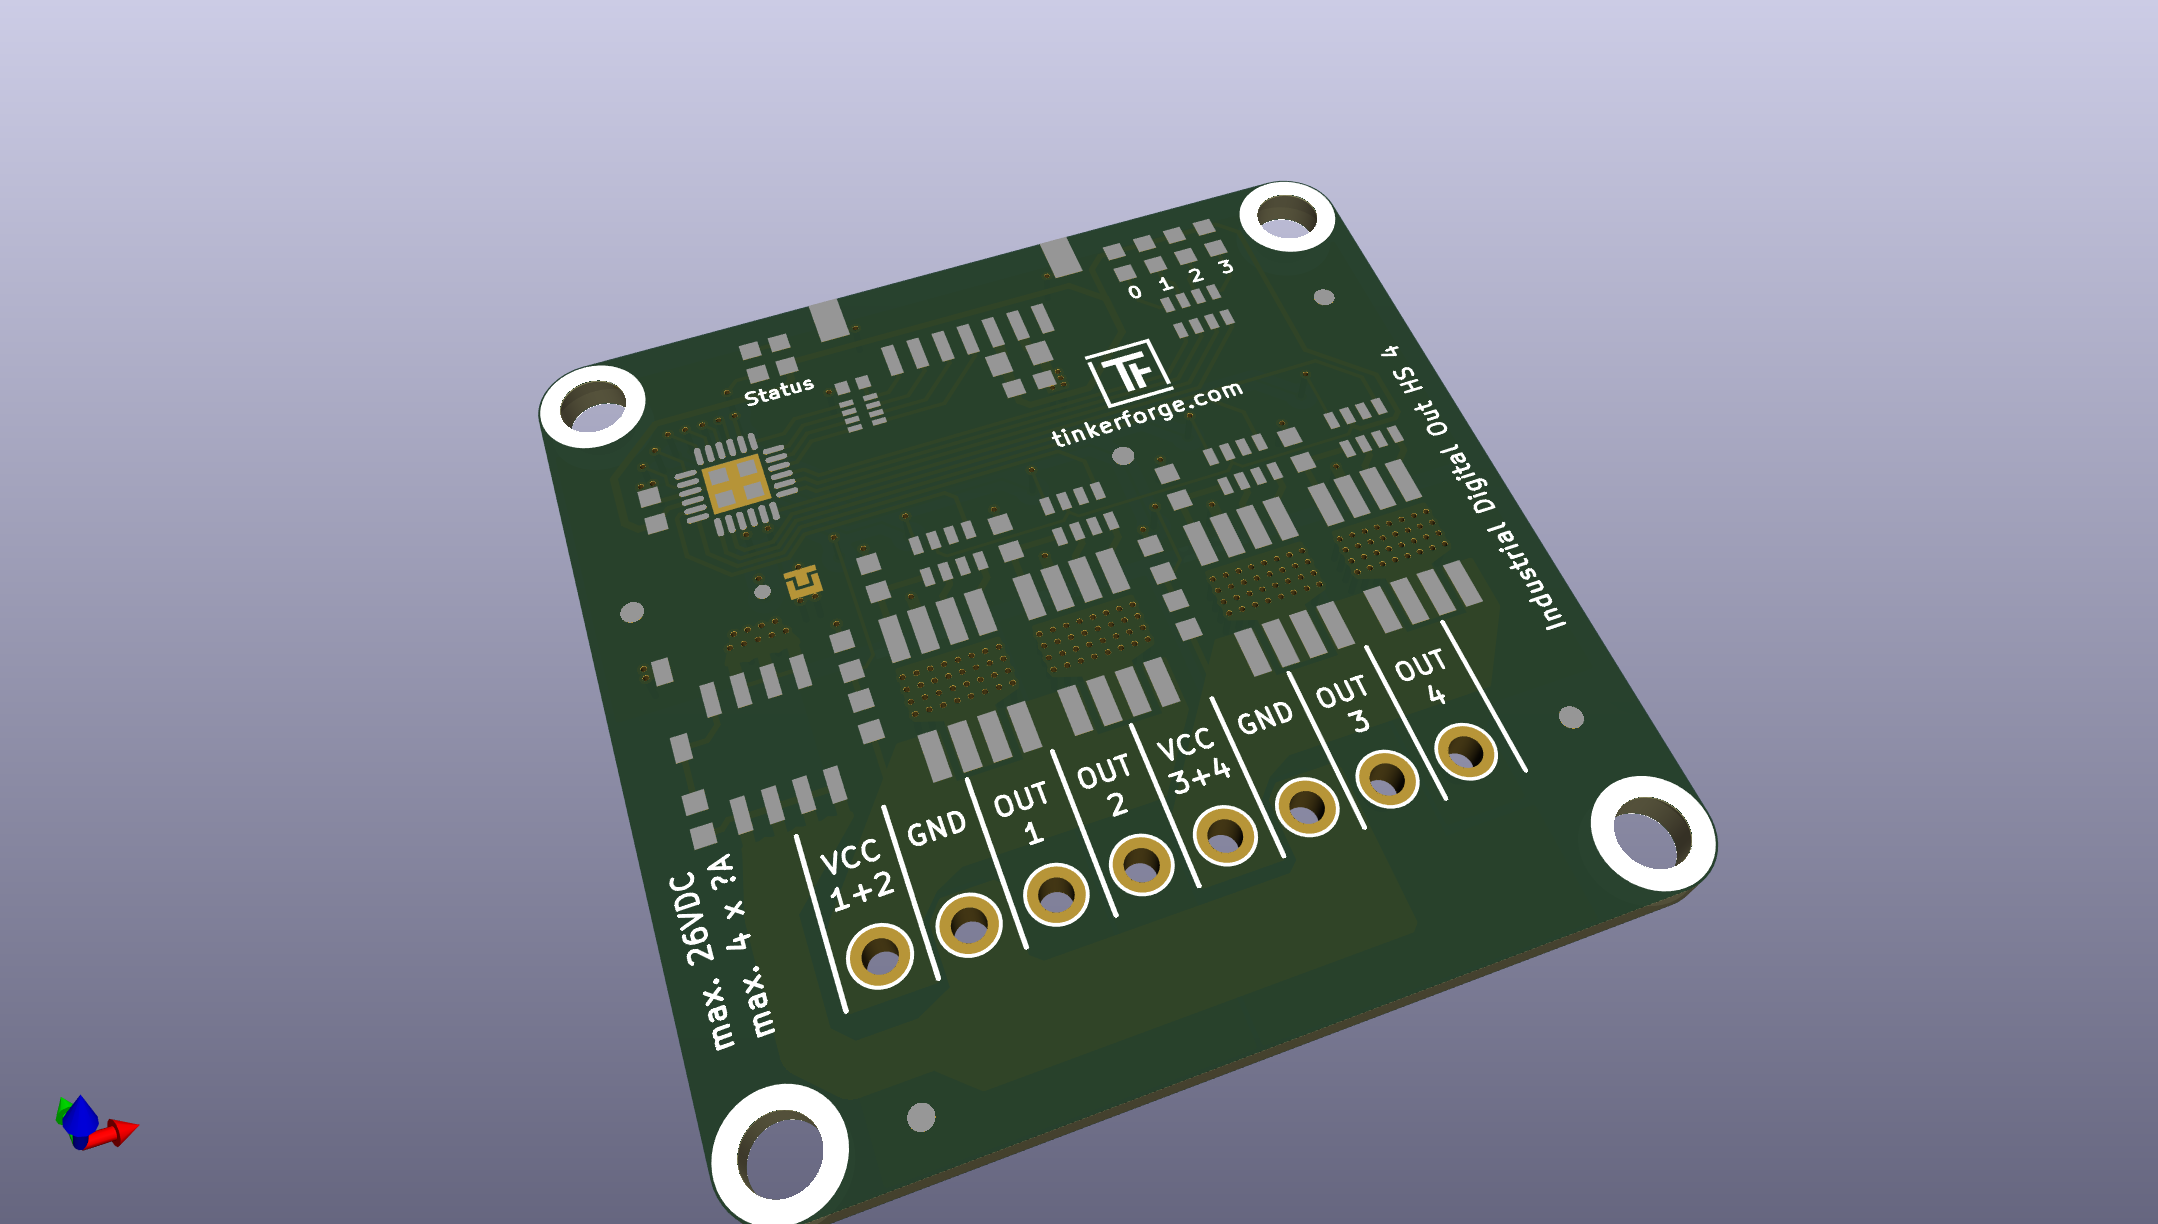 0 1 2 3
Status
TF
tinkerforge.com
Industrial Digital Out HS 4
OUT
4
OUT
3
GND
VCC
3+4
OUT
2
OUT
1
GND
VCC
1+2
max. 26VDC
max. 4 x ?A